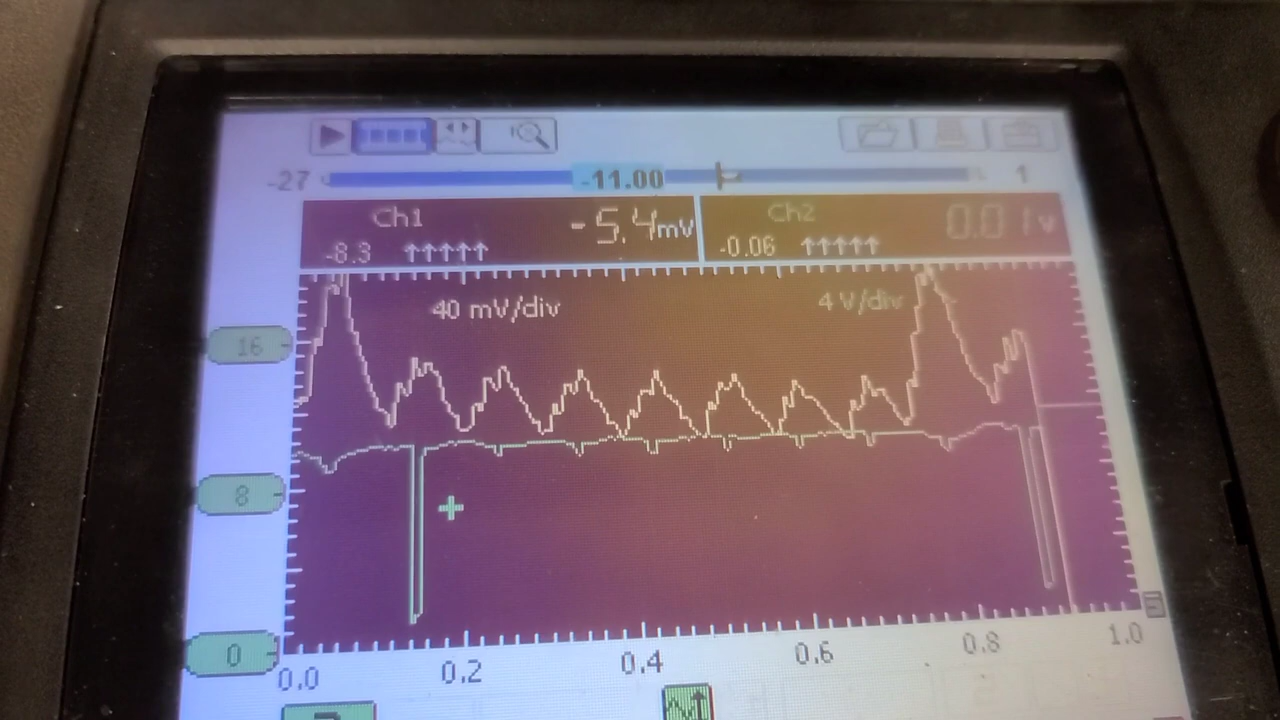 -27 -11.00 1
Ch1 -5.4mV Ch2 0.01v
-8.3 ↑↑↑↑↑ -0.06 ↑↑↑↑↑
40 mV/div 4 V/div
16
8
0
0.0 0.2 0.4 0.6 0.8 1.0